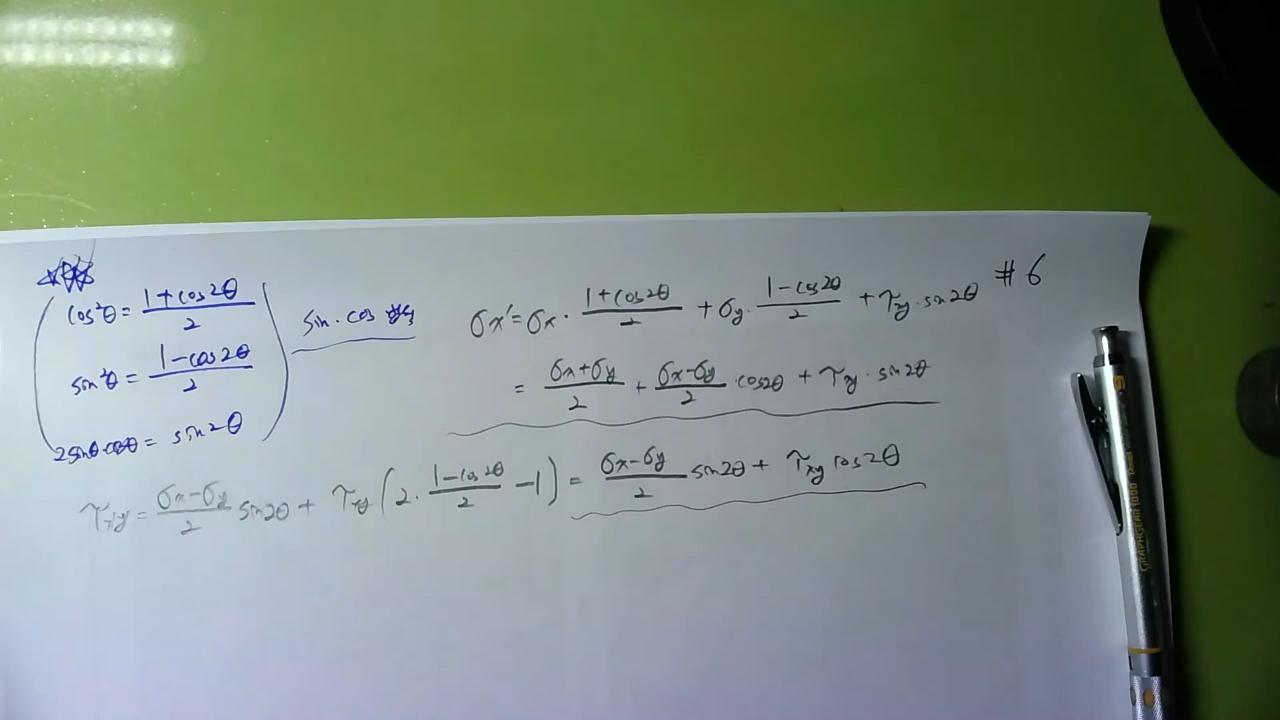 cos²θ = (1+cos2θ)/2
sin²θ = (1-cos2θ)/2
2sinθ cosθ = sin2θ
sin·cos
#6
σx' = σx · (1+cos2θ)/2 + σy · (1-cos2θ)/2 + τxy · sin2θ
= (σx+σy)/2 + (σx-σy)/2 cos2θ + τxy · sin2θ
τx'y' = (σx-σy)/2 sin2θ + τxy (2 · (1-cos2θ)/2 -1) = (σx-σy)/2 sin2θ + τxy cos2θ
GRAPHGEAR 1000